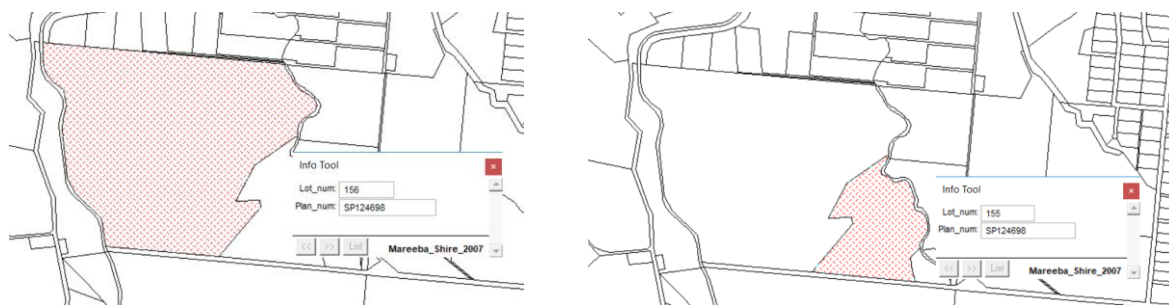 Info Tool
Lot_num: 156
Plan_num: SP124698
<< >> List Mareeba_Shire_2007
Info Tool
Lot_num: 155
Plan_num: SP124698
<< >> List Mareeba_Shire_2007